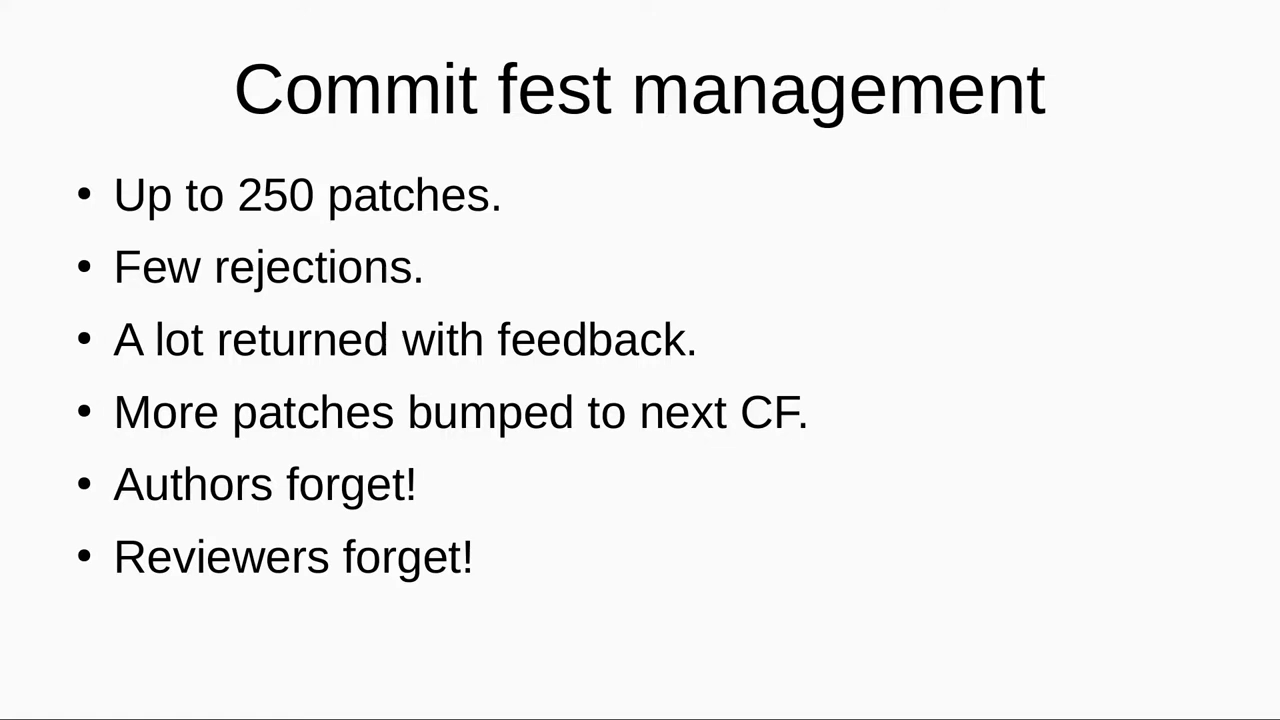 Commit fest management
• Up to 250 patches.
• Few rejections.
• A lot returned with feedback.
• More patches bumped to next CF.
• Authors forget!
• Reviewers forget!